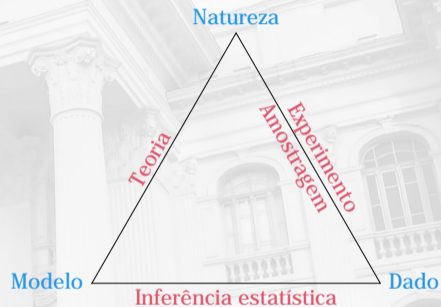 Natureza
Teoria
Experimento
Amostragem
Modelo
Dado
Inferência estatística